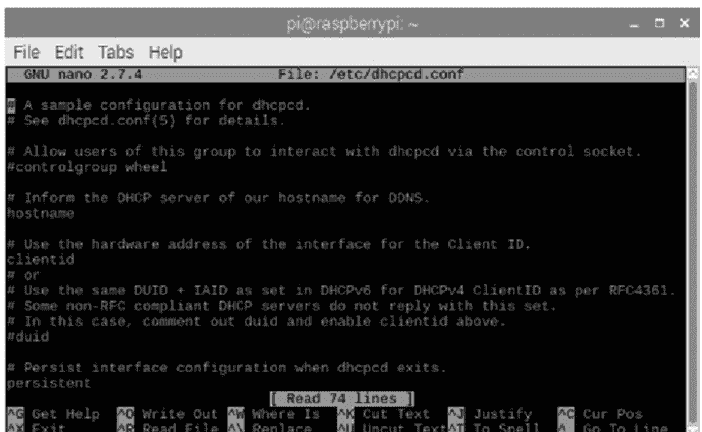 pi@raspberrypi: ~
File Edit Tabs Help
GNU nano 2.7.4 File: /etc/dhcpcd.conf
# A sample configuration for dhcpcd.
# See dhcpcd.conf(5) for details.
# Allow users of this group to interact with dhcpcd via the control socket.
#controlgroup wheel
# Inform the DHCP server of our hostname for DDNS.
hostname
# Use the hardware address of the interface for the Client ID.
clientid
# or
# Use the same DUID + IAID as set in DHCPv6 for DHCPv4 ClientID as per RFC4361.
# Some non-RFC compliant DHCP servers do not reply with this set.
# In this case, comment out duid and enable clientid above.
#duid
# Persist interface configuration when dhcpcd exits.
persistent
[ Read 74 lines ]
^G Get Help ^O Write Out ^W Where Is ^K Cut Text ^J Justify ^C Cur Pos
^X Exit ^R Read File ^\ Replace ^U Uncut Text ^T To Spell ^_ Go To Line